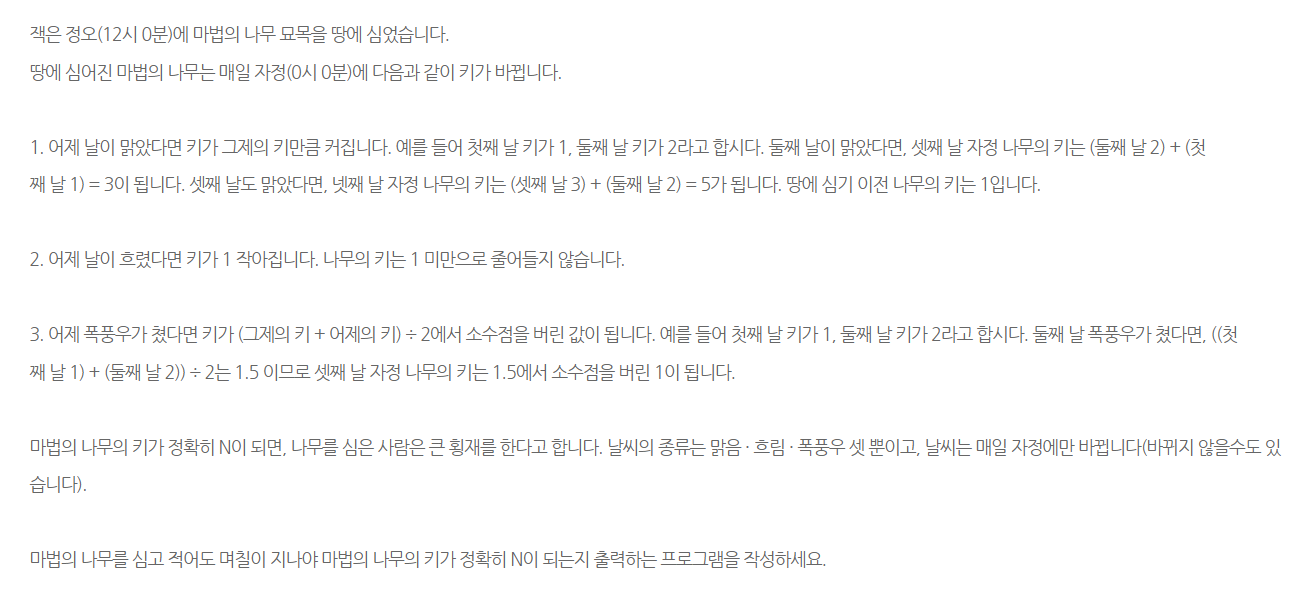 잭은 정오(12시 0분)에 마법의 나무 묘목을 땅에 심었습니다.
땅에 심어진 마법의 나무는 매일 자정(0시 0분)에 다음과 같이 키가 바뀝니다.
1. 어제 날이 맑았다면 키가 그제의 키만큼 커집니다. 예를 들어 첫째 날 키가 1, 둘째 날 키가 2라고 합시다. 둘째 날이 맑았다면, 셋째 날 자정 나무의 키는 (둘째 날 2) + (첫
째 날 1) = 3이 됩니다. 셋째 날도 맑았다면, 넷째 날 자정 나무의 키는 (셋째 날 3) + (둘째 날 2) = 5가 됩니다. 땅에 심기 이전 나무의 키는 1입니다.
2. 어제 날이 흐렸다면 키가 1 작아집니다. 나무의 키는 1 미만으로 줄어들지 않습니다.
3. 어제 폭풍우가 쳤다면 키가 (그제의 키 + 어제의 키) ÷ 2에서 소수점을 버린 값이 됩니다. 예를 들어 첫째 날 키가 1, 둘째 날 키가 2라고 합시다. 둘째 날 폭풍우가 쳤다면, ((첫
째 날 1) + (둘째 날 2)) ÷ 2는 1.5 이므로 셋째 날 자정 나무의 키는 1.5에서 소수점을 버린 1이 됩니다.
마법의 나무의 키가 정확히 N이 되면, 나무를 심은 사람은 큰 횡재를 한다고 합니다. 날씨의 종류는 맑음 · 흐림 · 폭풍우 셋 뿐이고, 날씨는 매일 자정에만 바뀝니다(바뀌지 않을수도 있
습니다).
마법의 나무를 심고 적어도 며칠이 지나야 마법의 나무의 키가 정확히 N이 되는지 출력하는 프로그램을 작성하세요.